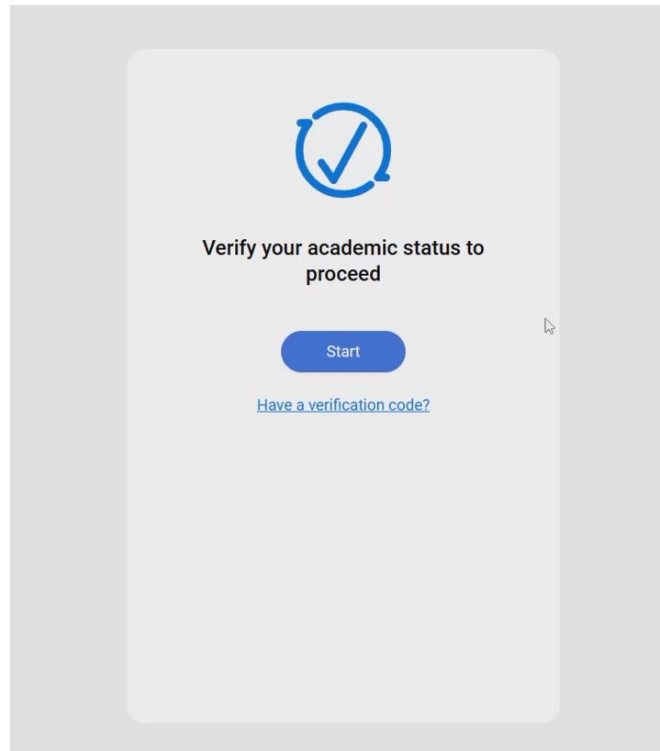 Verify your academic status to
proceed
Start
Have a verification code?